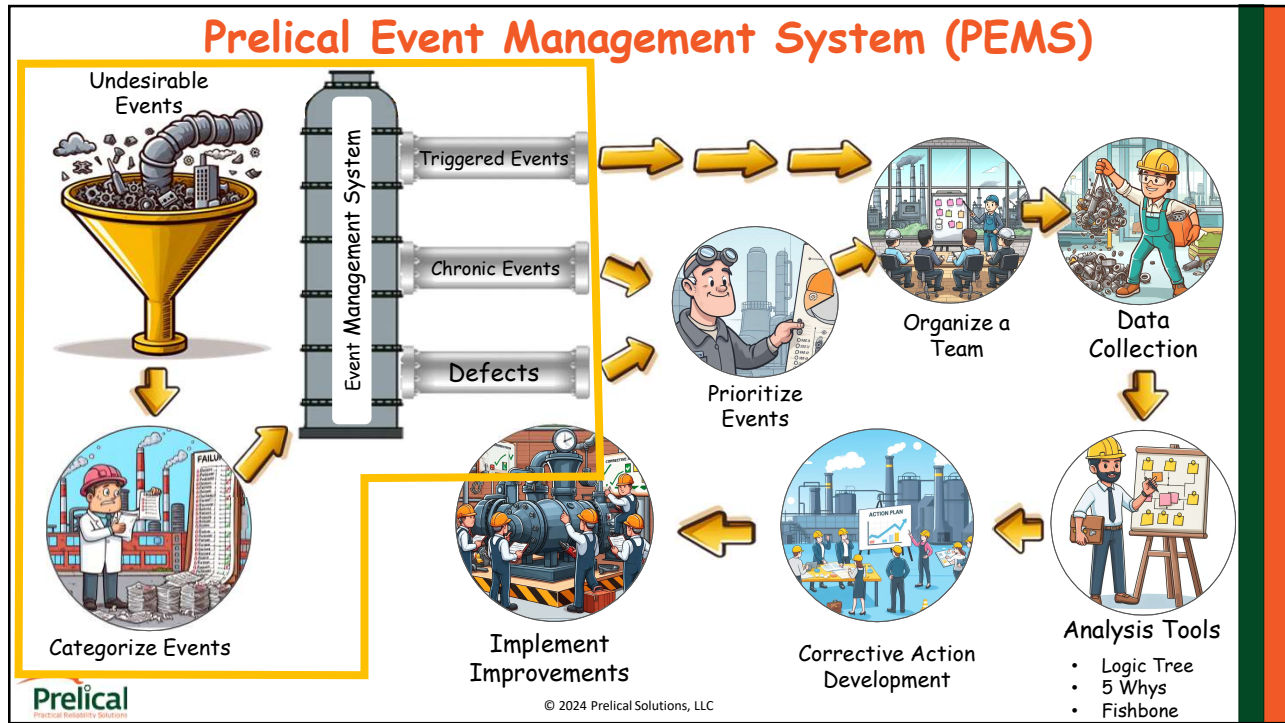 Prelical Event Management System (PEMS)
Undesirable
Events
Event Management System
Triggered Events
Chronic Events
Defects
Prioritize
Events
Organize a
Team
Data
Collection
FAILUR
Categorize Events
Implement
Improvements
ACTION PLAN
Corrective Action
Development
Analysis Tools
• Logic Tree
• 5 Whys
• Fishbone
Prelical
Practical Reliability Solutions
© 2024 Prelical Solutions, LLC